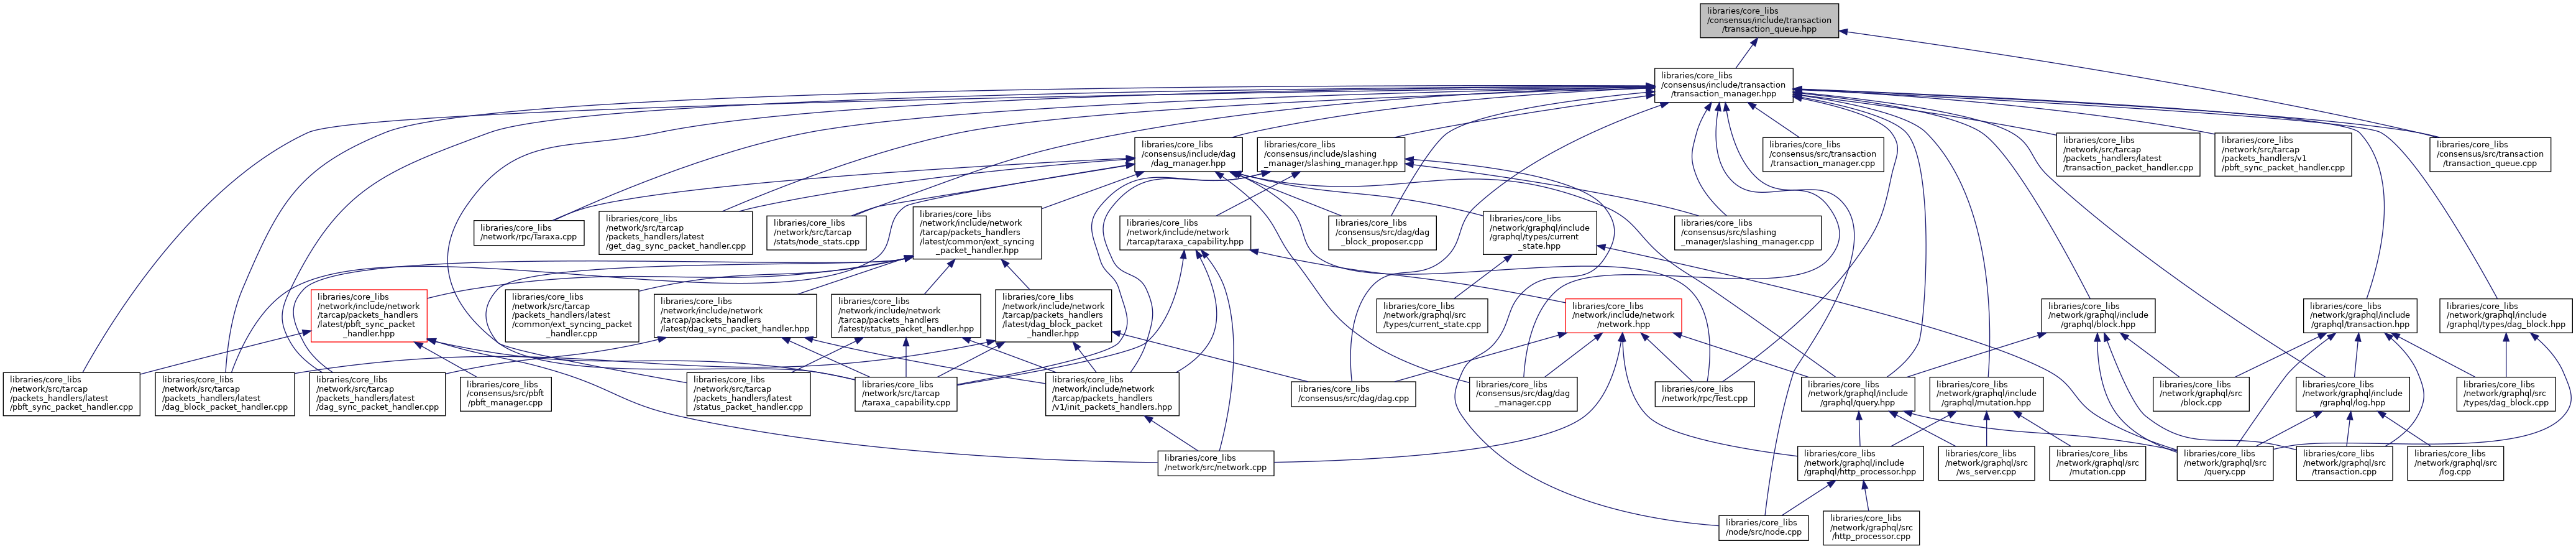 libraries/core_libs
/consensus/include/transaction
/transaction_queue.hpp
libraries/core_libs
/consensus/include/transaction
/transaction_manager.hpp
libraries/core_libs
/consensus/include/dag
/dag_manager.hpp
libraries/core_libs
/consensus/include/slashing
_manager/slashing_manager.hpp
libraries/core_libs
/consensus/src/transaction
/transaction_manager.cpp
libraries/core_libs
/network/src/tarcap
/packets_handlers/latest
/transaction_packet_handler.cpp
libraries/core_libs
/network/src/tarcap
/packets_handlers/v1
/pbft_sync_packet_handler.cpp
libraries/core_libs
/consensus/src/transaction
/transaction_queue.cpp
libraries/core_libs
/network/rpc/Taraxa.cpp
libraries/core_libs
/network/src/tarcap
/packets_handlers/latest
/get_dag_sync_packet_handler.cpp
libraries/core_libs
/network/src/tarcap
/stats/node_stats.cpp
libraries/core_libs
/network/include/network
/tarcap/packets_handlers
/latest/common/ext_syncing
_packet_handler.hpp
libraries/core_libs
/network/include/network
/tarcap/taraxa_capability.hpp
libraries/core_libs
/consensus/src/dag/dag
_block_proposer.cpp
libraries/core_libs
/network/graphql/include
/graphql/types/current
_state.hpp
libraries/core_libs
/consensus/src/slashing
_manager/slashing_manager.cpp
libraries/core_libs
/network/include/network
/tarcap/packets_handlers
/latest/pbft_sync_packet
_handler.hpp
libraries/core_libs
/network/src/tarcap
/packets_handlers/latest
/common/ext_syncing_packet
_handler.cpp
libraries/core_libs
/network/include/network
/tarcap/packets_handlers
/latest/dag_sync_packet_handler.hpp
libraries/core_libs
/network/include/network
/tarcap/packets_handlers
/latest/status_packet_handler.hpp
libraries/core_libs
/network/include/network
/tarcap/packets_handlers
/latest/dag_block_packet
_handler.hpp
libraries/core_libs
/network/graphql/src
/types/current_state.cpp
libraries/core_libs
/network/include/network
/network.hpp
libraries/core_libs
/network/graphql/include
/graphql/block.hpp
libraries/core_libs
/network/graphql/include
/graphql/transaction.hpp
libraries/core_libs
/network/graphql/include
/graphql/types/dag_block.hpp
libraries/core_libs
/network/src/tarcap
/packets_handlers/latest
/pbft_sync_packet_handler.cpp
libraries/core_libs
/network/src/tarcap
/packets_handlers/latest
/dag_block_packet_handler.cpp
libraries/core_libs
/network/src/tarcap
/packets_handlers/latest
/dag_sync_packet_handler.cpp
libraries/core_libs
/consensus/src/pbft
/pbft_manager.cpp
libraries/core_libs
/network/src/tarcap
/packets_handlers/latest
/status_packet_handler.cpp
libraries/core_libs
/network/src/tarcap
/taraxa_capability.cpp
libraries/core_libs
/network/include/network
/tarcap/packets_handlers
/v1/init_packets_handlers.hpp
libraries/core_libs
/consensus/src/dag/dag.cpp
libraries/core_libs
/consensus/src/dag/dag
_manager.cpp
libraries/core_libs
/network/rpc/Test.cpp
libraries/core_libs
/network/graphql/include
/graphql/query.hpp
libraries/core_libs
/network/graphql/include
/graphql/mutation.hpp
libraries/core_libs
/network/graphql/src
/block.cpp
libraries/core_libs
/network/graphql/include
/graphql/log.hpp
libraries/core_libs
/network/graphql/src
/types/dag_block.cpp
libraries/core_libs
/network/src/network.cpp
libraries/core_libs
/network/graphql/include
/graphql/http_processor.hpp
libraries/core_libs
/network/graphql/src
/ws_server.cpp
libraries/core_libs
/network/graphql/src
/mutation.cpp
libraries/core_libs
/network/graphql/src
/query.cpp
libraries/core_libs
/network/graphql/src
/transaction.cpp
libraries/core_libs
/network/graphql/src
/log.cpp
libraries/core_libs
/node/src/node.cpp
libraries/core_libs
/network/graphql/src
/http_processor.cpp